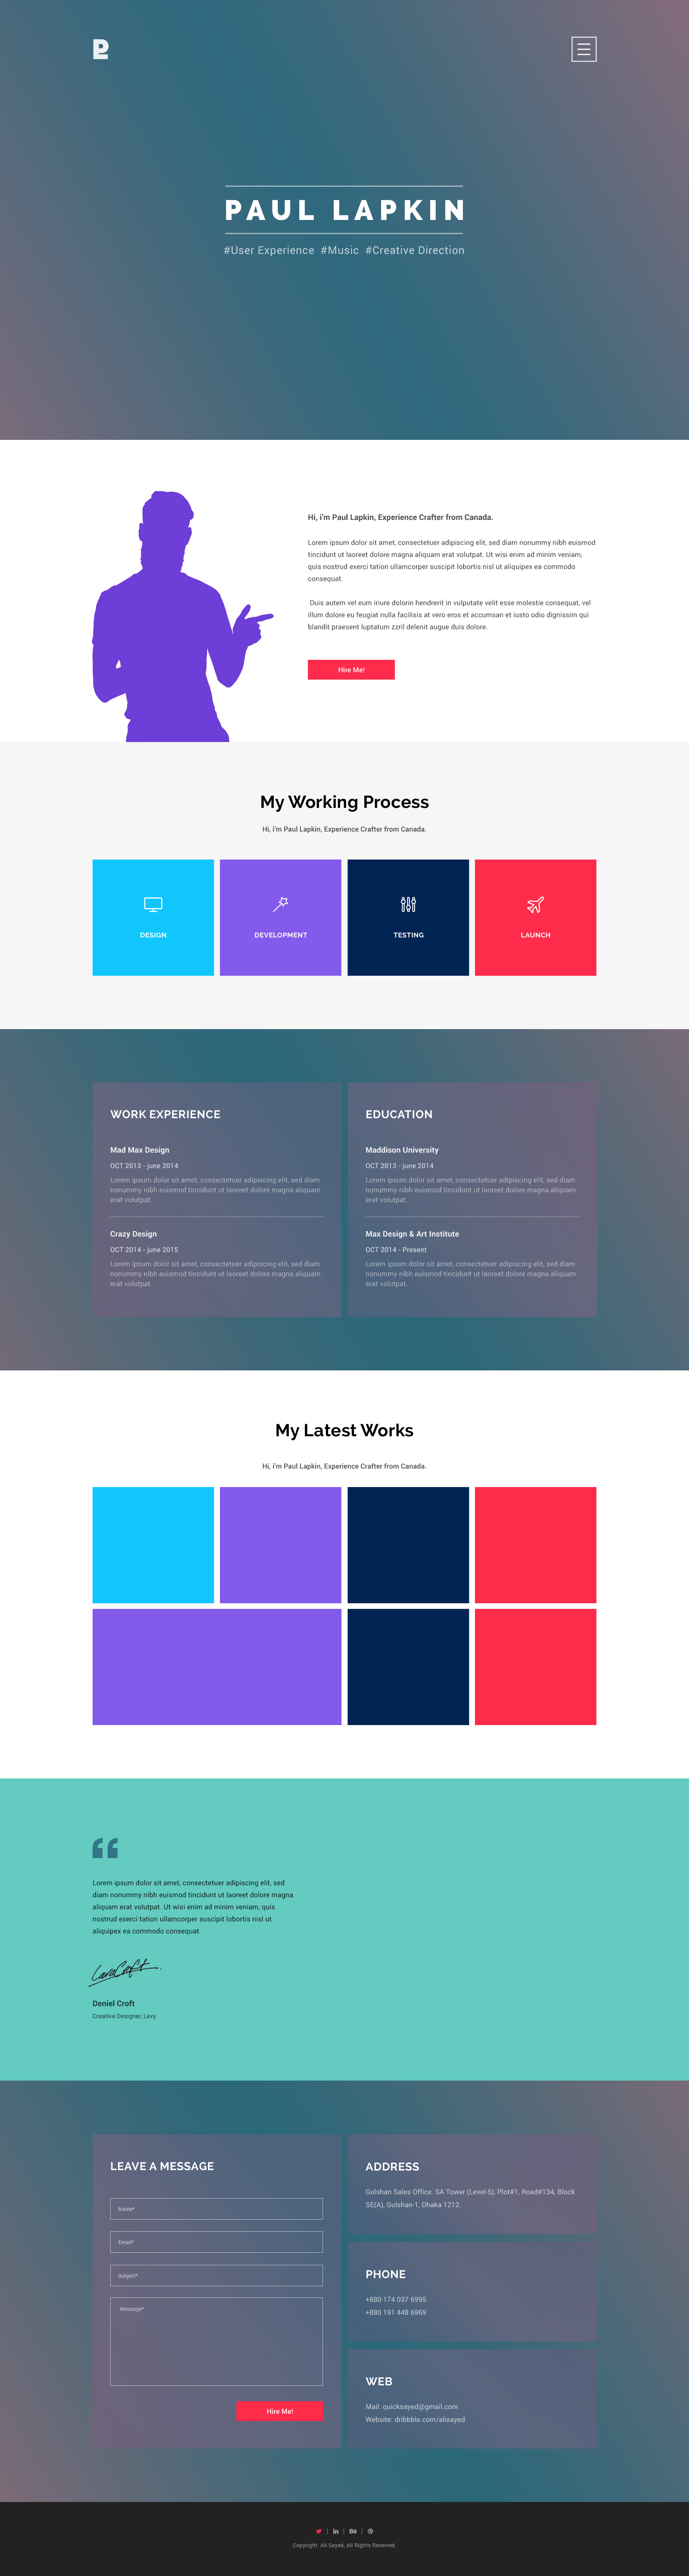 PL
PAUL LAPKIN
#User Experience #Music #Creative Direction
Hi, i'm Paul Lapkin, Experience Crafter from Canada.
Lorem ipsum dolor sit amet, consectetuer adipiscing elit, sed diam nonummy nibh euismod
tincidunt ut laoreet dolore magna aliquam erat volutpat. Ut wisi enim ad minim veniam,
quis nostrud exerci tation ullamcorper suscipit lobortis nisl ut aliquipex ea commodo
consequat.
Duis autem vel eum iriure dolorin hendrerit in vulputate velit esse molestie consequat, vel
illum dolore eu feugiat nulla facilisis at vero eros et accumsan et iusto odio dignissim qui
blandit praesent luptatum zzril delenit augue duis dolore.
Hire Me!
My Working Process
Hi, i'm Paul Lapkin, Experience Crafter from Canada.
DESIGN
DEVELOPMENT
TESTING
LAUNCH
WORK EXPERIENCE
Mad Max Design
OCT 2013 - june 2014
Lorem ipsum dolor sit amet, consectetuer adipiscing elit, sed diam
nonummy nibh euismod tincidunt ut laoreet dolore magna aliquam
erat volutpat.
Crazy Design
OCT 2014 - june 2015
Lorem ipsum dolor sit amet, consectetuer adipiscing elit, sed diam
nonummy nibh euismod tincidunt ut laoreet dolore magna aliquam
erat volutpat.
EDUCATION
Maddison University
OCT 2013 - june 2014
Lorem ipsum dolor sit amet, consectetuer adipiscing elit, sed diam
nonummy nibh euismod tincidunt ut laoreet dolore magna aliquam
erat volutpat.
Max Design & Art Institute
OCT 2014 - Present
Lorem ipsum dolor sit amet, consectetuer adipiscing elit, sed diam
nonummy nibh euismod tincidunt ut laoreet dolore magna aliquam
erat volutpat.
My Latest Works
Hi, i'm Paul Lapkin, Experience Crafter from Canada.
Lorem ipsum dolor sit amet, consectetuer adipiscing elit, sed
diam nonummy nibh euismod tincidunt ut laoreet dolore magna
aliquam erat volutpat. Ut wisi enim ad minim veniam, quis
nostrud exerci tation ullamcorper suscipit lobortis nisl ut
aliquipex ea commodo consequat.
Deniel Croft
Creative Designer, Levy
LEAVE A MESSAGE
Name*
Email*
Subject*
Message*
Hire Me!
ADDRESS
Gulshan Sales Office. SA Tower (Level-5), Plot#1, Road#134, Block
SE(A), Gulshan-1, Dhaka 1212.
PHONE
+880 174 037 6995
+880 191 448 6969
WEB
Mail: quicksayed@gmail.com
Website: dribbble.com/alisayed
Copyright: Ali Sayed, All Rights Reserved.